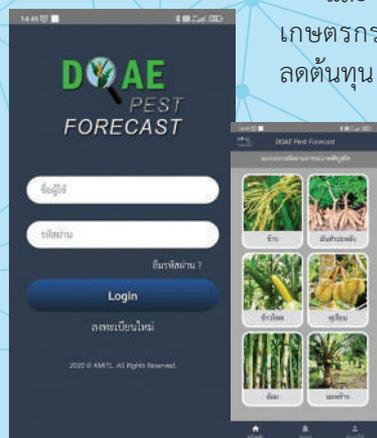 เกษตรกร
ลดต้นทุน
14:49
DOAE
PEST
FORECAST
ชื่อผู้ใช้
รหัสผ่าน
ลืมรหัสผ่าน ?
Login
ลงทะเบียนใหม่
2020 © KMITL. All Rights Reserved.
DOAE Pest Forecast
ข้าว
มันสำปะหลัง
ข้าวโพด
ทุเรียน
อ้อย
มะพร้าว